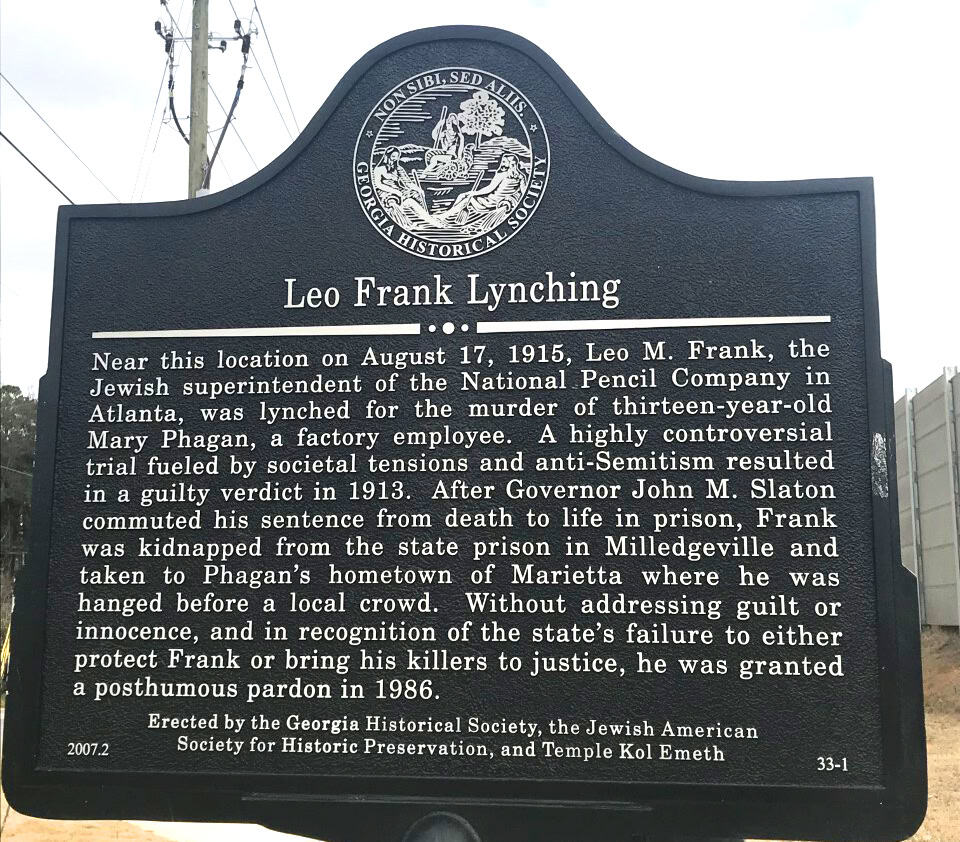 NON SIBI, SED ALIIS.
GEORGIA HISTORICAL SOCIETY
Leo Frank Lynching
Near this location on August 17, 1915, Leo M. Frank, the
Jewish superintendent of the National Pencil Company in
Atlanta, was lynched for the murder of thirteen-year-old
Mary Phagan, a factory employee. A highly controversial
trial fueled by societal tensions and anti-Semitism resulted
in a guilty verdict in 1913. After Governor John M. Slaton
commuted his sentence from death to life in prison, Frank
was kidnapped from the state prison in Milledgeville and
taken to Phagan's hometown of Marietta where he was
hanged before a local crowd. Without addressing guilt or
innocence, and in recognition of the state's failure to either
protect Frank or bring his killers to justice, he was granted
a posthumous pardon in 1986.
Erected by the Georgia Historical Society, the Jewish American
Society for Historic Preservation, and Temple Kol Emeth
2007.2
33-1